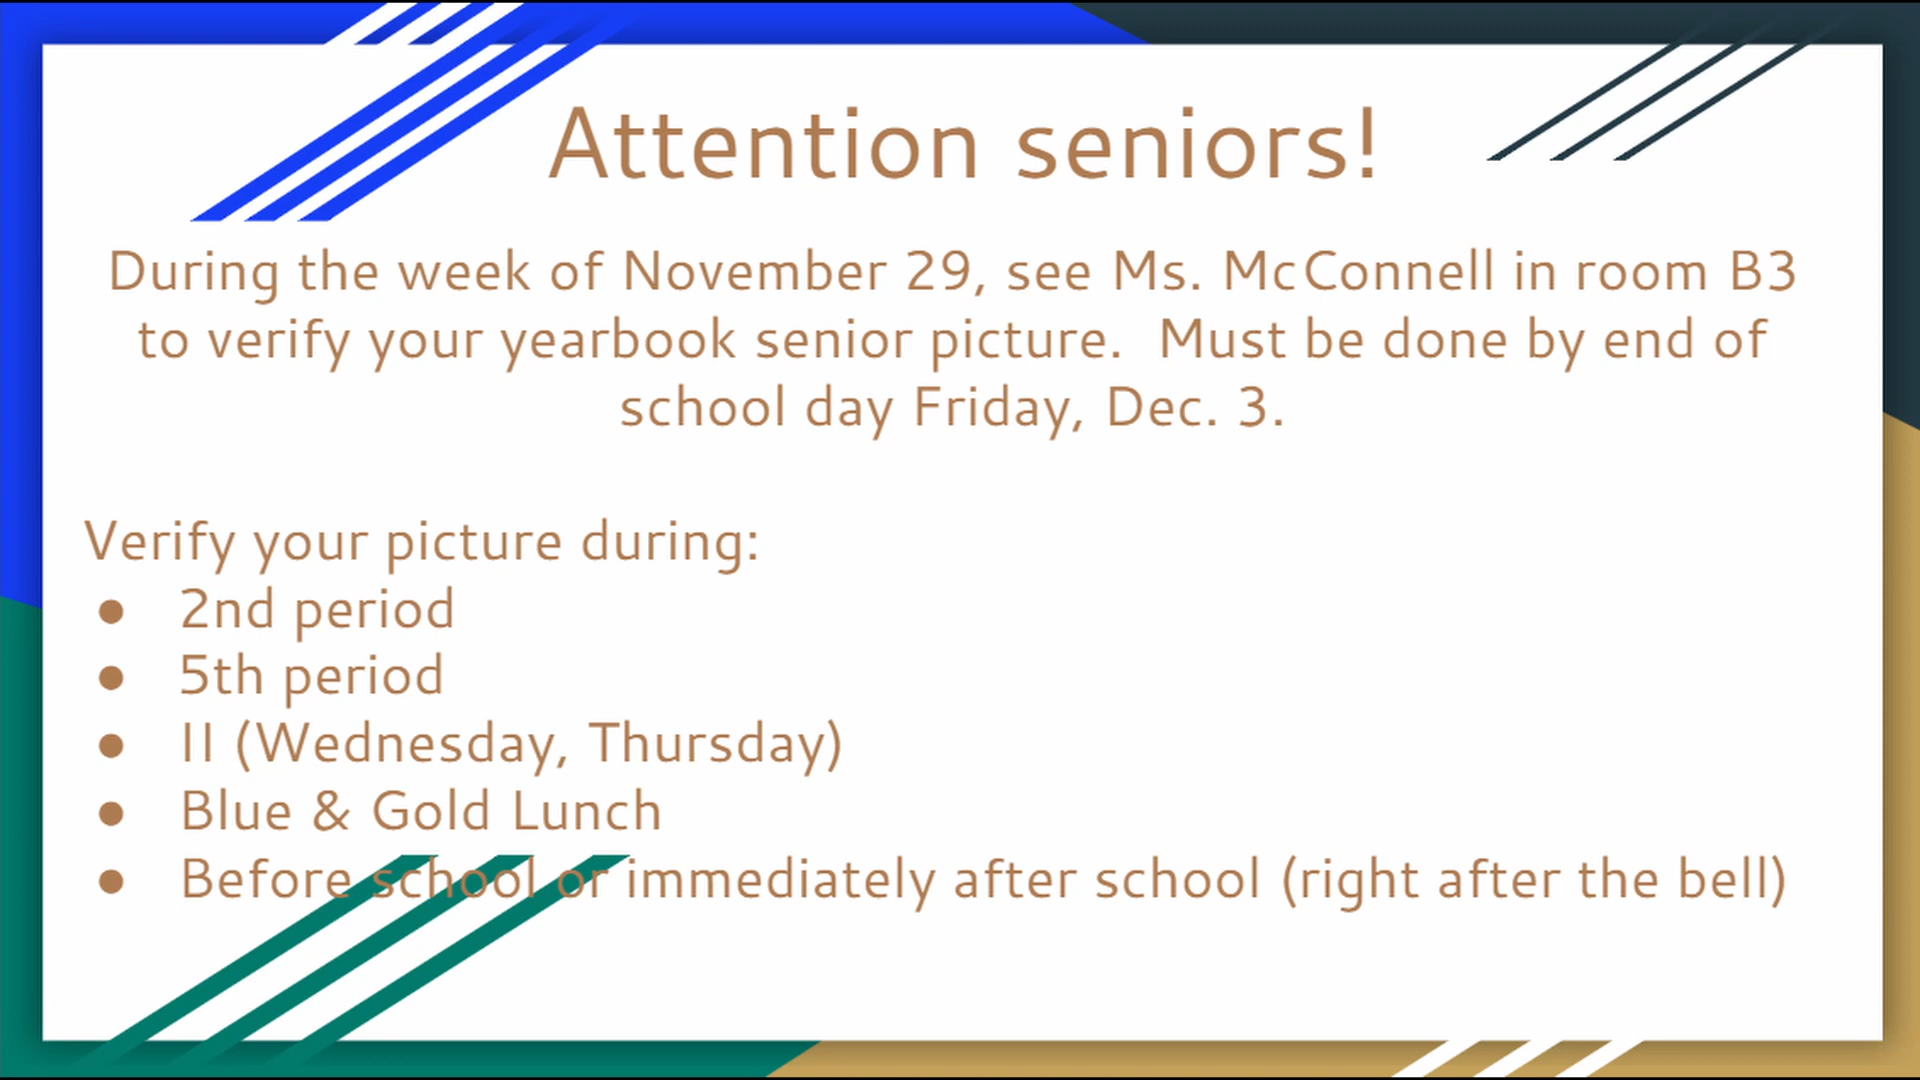 Attention seniors!
During the week of November 29, see Ms. McConnell in room B3
to verify your yearbook senior picture.  Must be done by end of
school day Friday, Dec. 3.
Verify your picture during:
● 2nd period
● 5th period
● II (Wednesday, Thursday)
● Blue & Gold Lunch
● Before school or immediately after school (right after the bell)